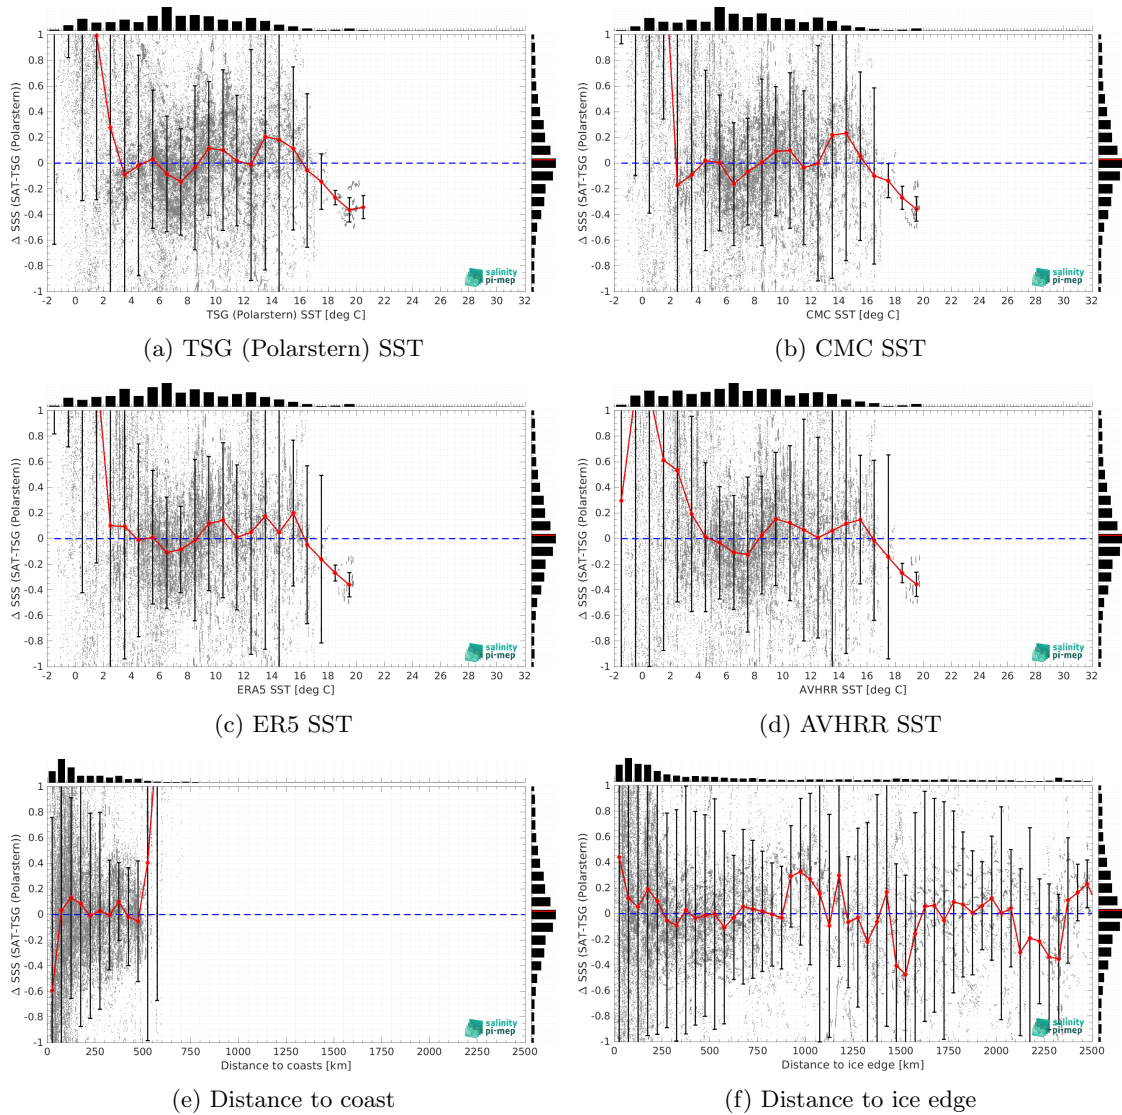 1
0.8
0.6
0.4
0.2
0
-0.2
-0.4
-0.6
-0.8
-1
Δ SSS (SAT-TSG (Polarstern))
salinity
pi-mep
-2 0 2 4 6 8 10 12 14 16 18 20 22 24 26 28 30 32
TSG (Polarstern) SST [deg C]
(a) TSG (Polarstern) SST
1
0.8
0.6
0.4
0.2
0
-0.2
-0.4
-0.6
-0.8
-1
Δ SSS (SAT-TSG (Polarstern))
salinity
pi-mep
-2 0 2 4 6 8 10 12 14 16 18 20 22 24 26 28 30 32
CMC SST [deg C]
(b) CMC SST
1
0.8
0.6
0.4
0.2
0
-0.2
-0.4
-0.6
-0.8
-1
Δ SSS (SAT-TSG (Polarstern))
salinity
pi-mep
-2 0 2 4 6 8 10 12 14 16 18 20 22 24 26 28 30 32
ERA5 SST [deg C]
(c) ER5 SST
1
0.8
0.6
0.4
0.2
0
-0.2
-0.4
-0.6
-0.8
-1
Δ SSS (SAT-TSG (Polarstern))
salinity
pi-mep
-2 0 2 4 6 8 10 12 14 16 18 20 22 24 26 28 30 32
AVHRR SST [deg C]
(d) AVHRR SST
1
0.8
0.6
0.4
0.2
0
-0.2
-0.4
-0.6
-0.8
-1
Δ SSS (SAT-TSG (Polarstern))
salinity
pi-mep
0 250 500 750 1000 1250 1500 1750 2000 2250 2500
Distance to coasts [km]
(e) Distance to coast
1
0.8
0.6
0.4
0.2
0
-0.2
-0.4
-0.6
-0.8
-1
Δ SSS (SAT-TSG (Polarstern))
salinity
pi-mep
0 250 500 750 1000 1250 1500 1750 2000 2250 2500
Distance to ice edge [km]
(f) Distance to ice edge